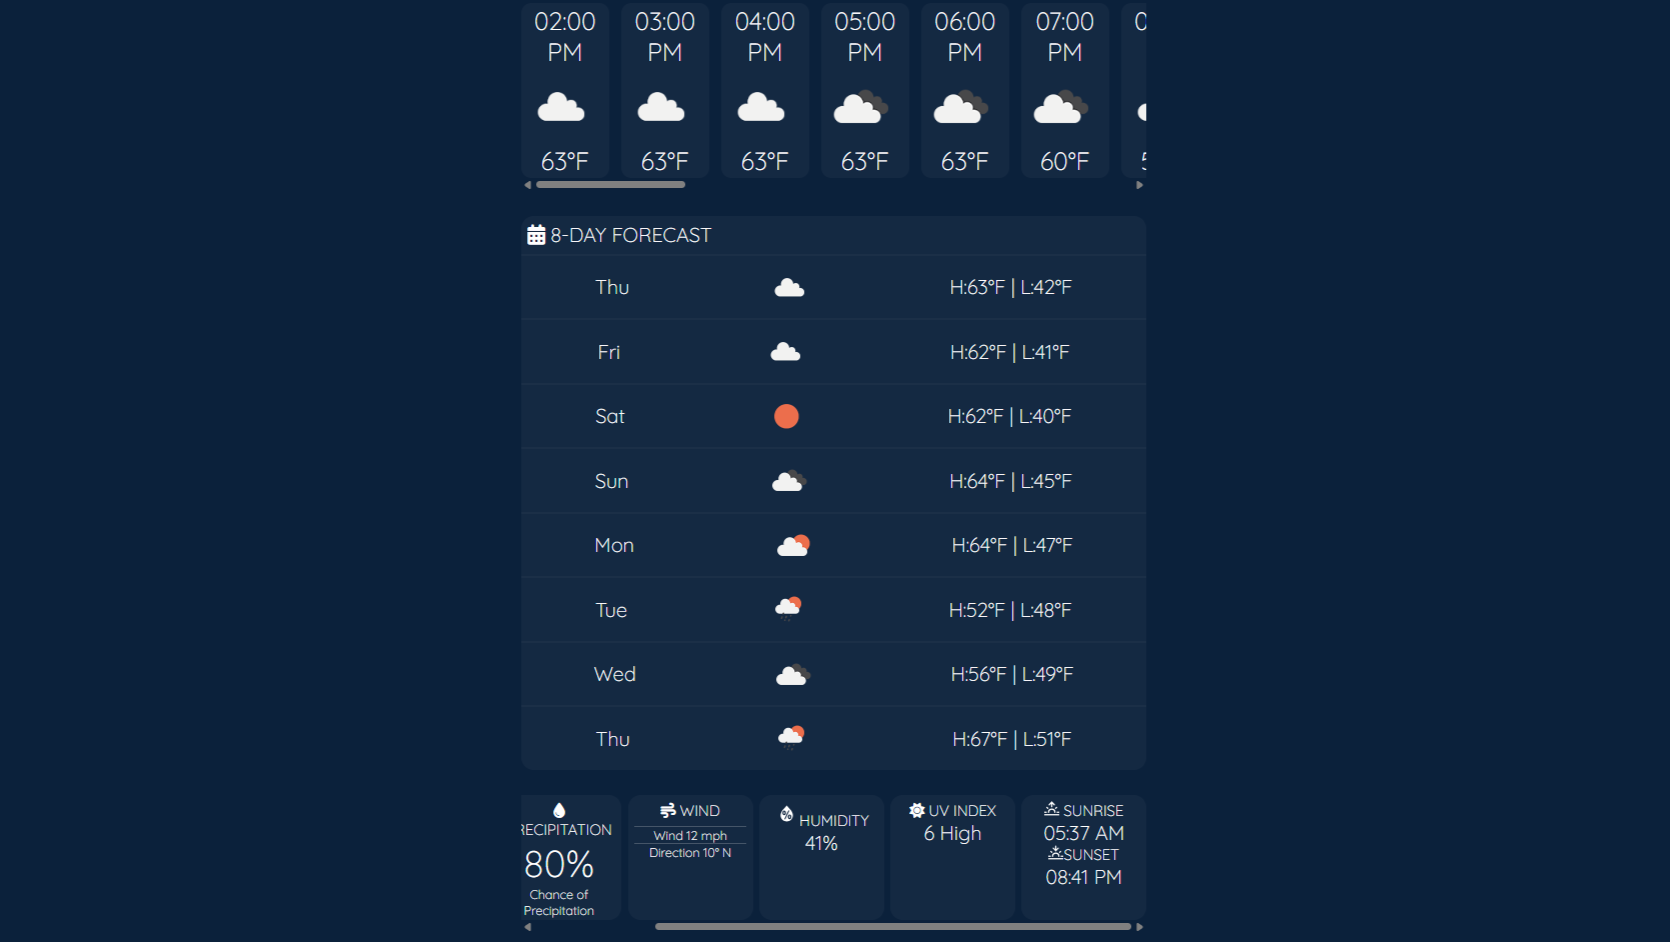 02:00 PM
03:00 PM
04:00 PM
05:00 PM
06:00 PM
07:00 PM
63°F
63°F
63°F
63°F
63°F
60°F
8-DAY FORECAST
Thu H:63°F | L:42°F
Fri H:62°F | L:41°F
Sat H:62°F | L:40°F
Sun H:64°F | L:45°F
Mon H:64°F | L:47°F
Tue H:52°F | L:48°F
Wed H:56°F | L:49°F
Thu H:67°F | L:51°F
RECIPITATION
80%
Chance of
Precipitation
WIND
Wind 12 mph
Direction 10° N
HUMIDITY
41%
UV INDEX
6 High
SUNRISE
05:37 AM
SUNSET
08:41 PM